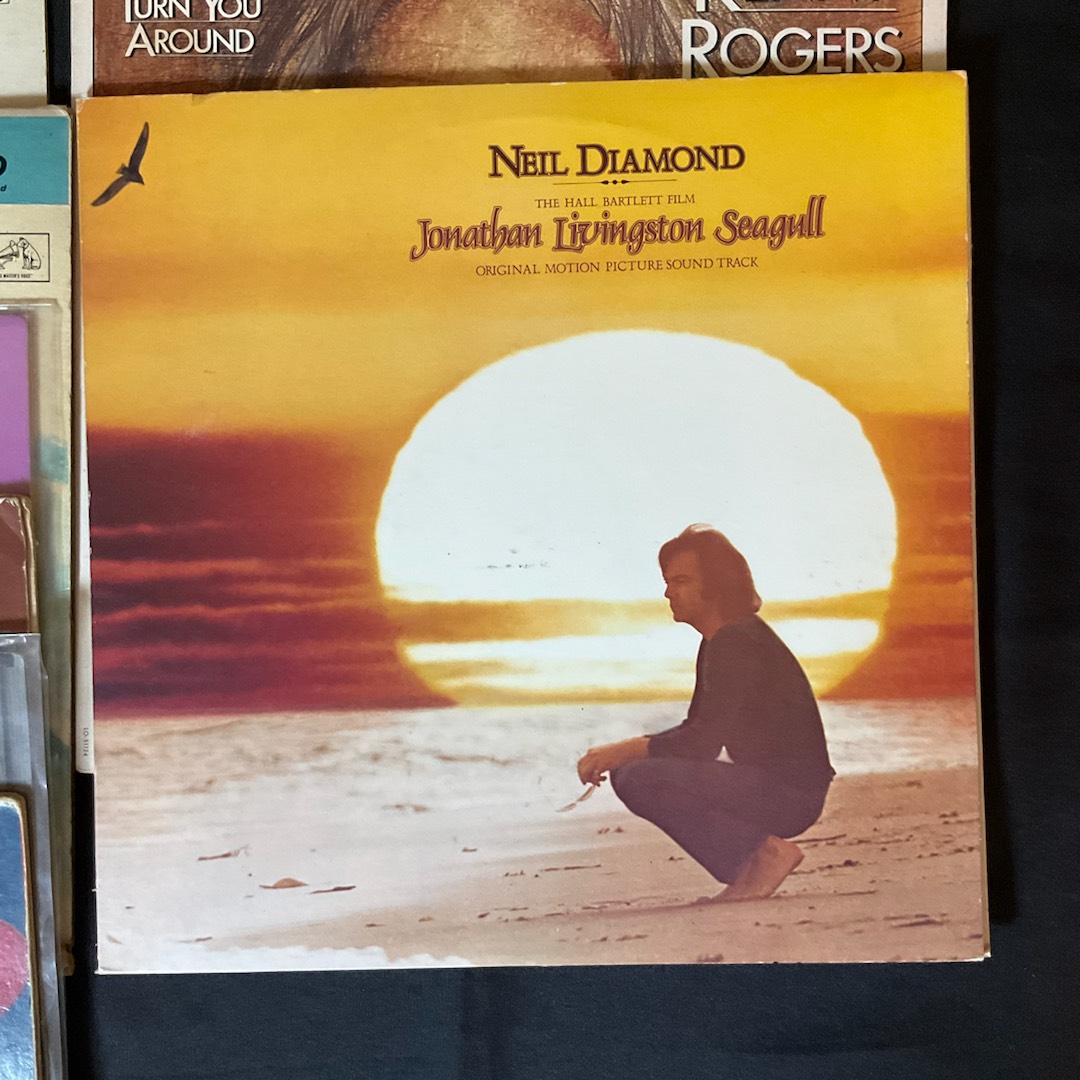 TURN YOU
AROUND
ROGERS
NEIL DIAMOND
THE HALL BARTLETT FILM
Jonathan Livingston Seagull
ORIGINAL MOTION PICTURE SOUND TRACK